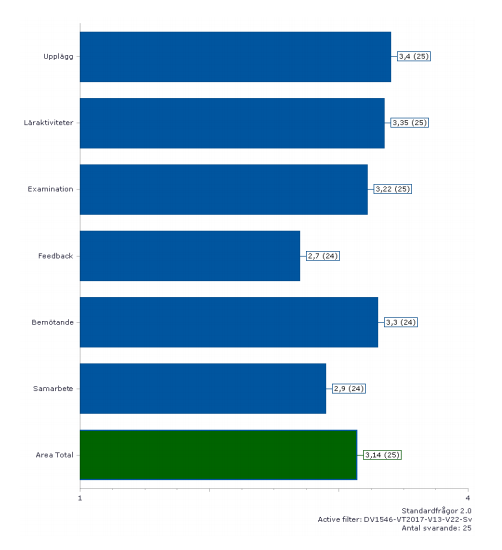 Upplägg
3,4 (25)
Läraktiviteter
3,35 (25)
Examination
3,22 (25)
Feedback
2,7 (24)
Bemötande
3,3 (24)
Samarbete
2,9 (24)
Area Total
3,14 (25)
1
4
Standardfrågor 2.0
Active filter: DV1546-VT2017-V13-V22-Sv
Antal svarande: 25